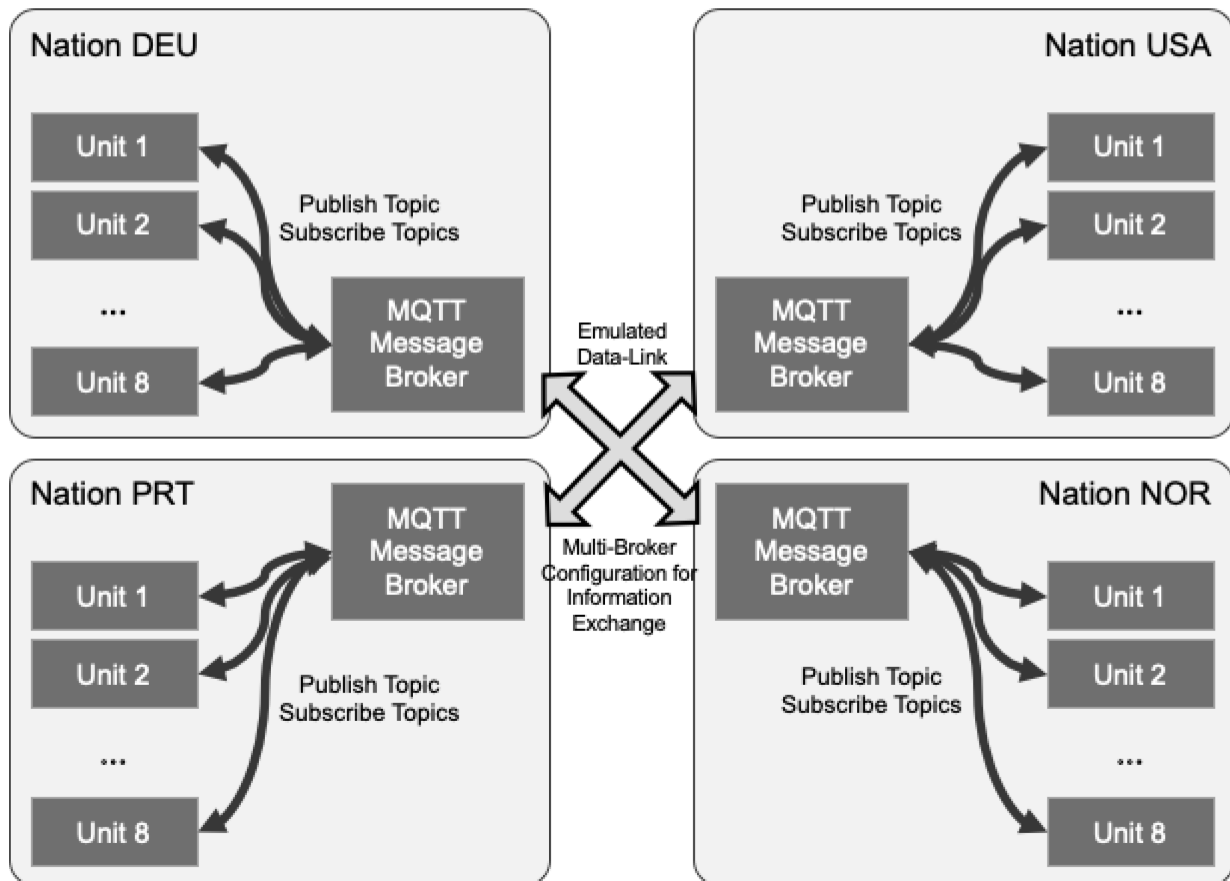 Nation DEU
Unit 1
Unit 2
...
Unit 8
Publish Topic
Subscribe Topics
MQTT
Message
Broker
Nation USA
Unit 1
Unit 2
...
Unit 8
Publish Topic
Subscribe Topics
MQTT
Message
Broker
Emulated
Data-Link
Nation PRT
Unit 1
Unit 2
...
Unit 8
Publish Topic
Subscribe Topics
MQTT
Message
Broker
Multi-Broker
Configuration for
Information
Exchange
Nation NOR
MQTT
Message
Broker
Unit 1
Unit 2
...
Unit 8
Publish Topic
Subscribe Topics